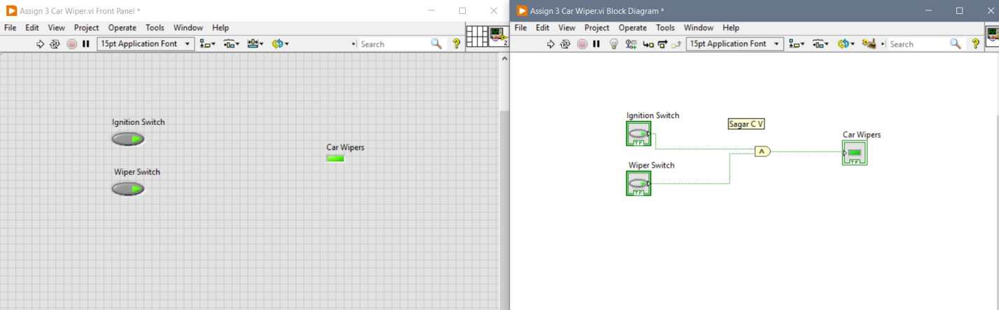 Assign 3 Car Wiper.vi Front Panel *
File Edit View Project Operate Tools Window Help
15pt Application Font
Search
?
2
Ignition Switch
Car Wipers
Wiper Switch
Assign 3 Car Wiper.vi Block Diagram *
File Edit View Project Operate Tools Window Help
15pt Application Font
Search
?
Ignition Switch
TF
Sagar C V
Car Wipers
TF
Wiper Switch
TF